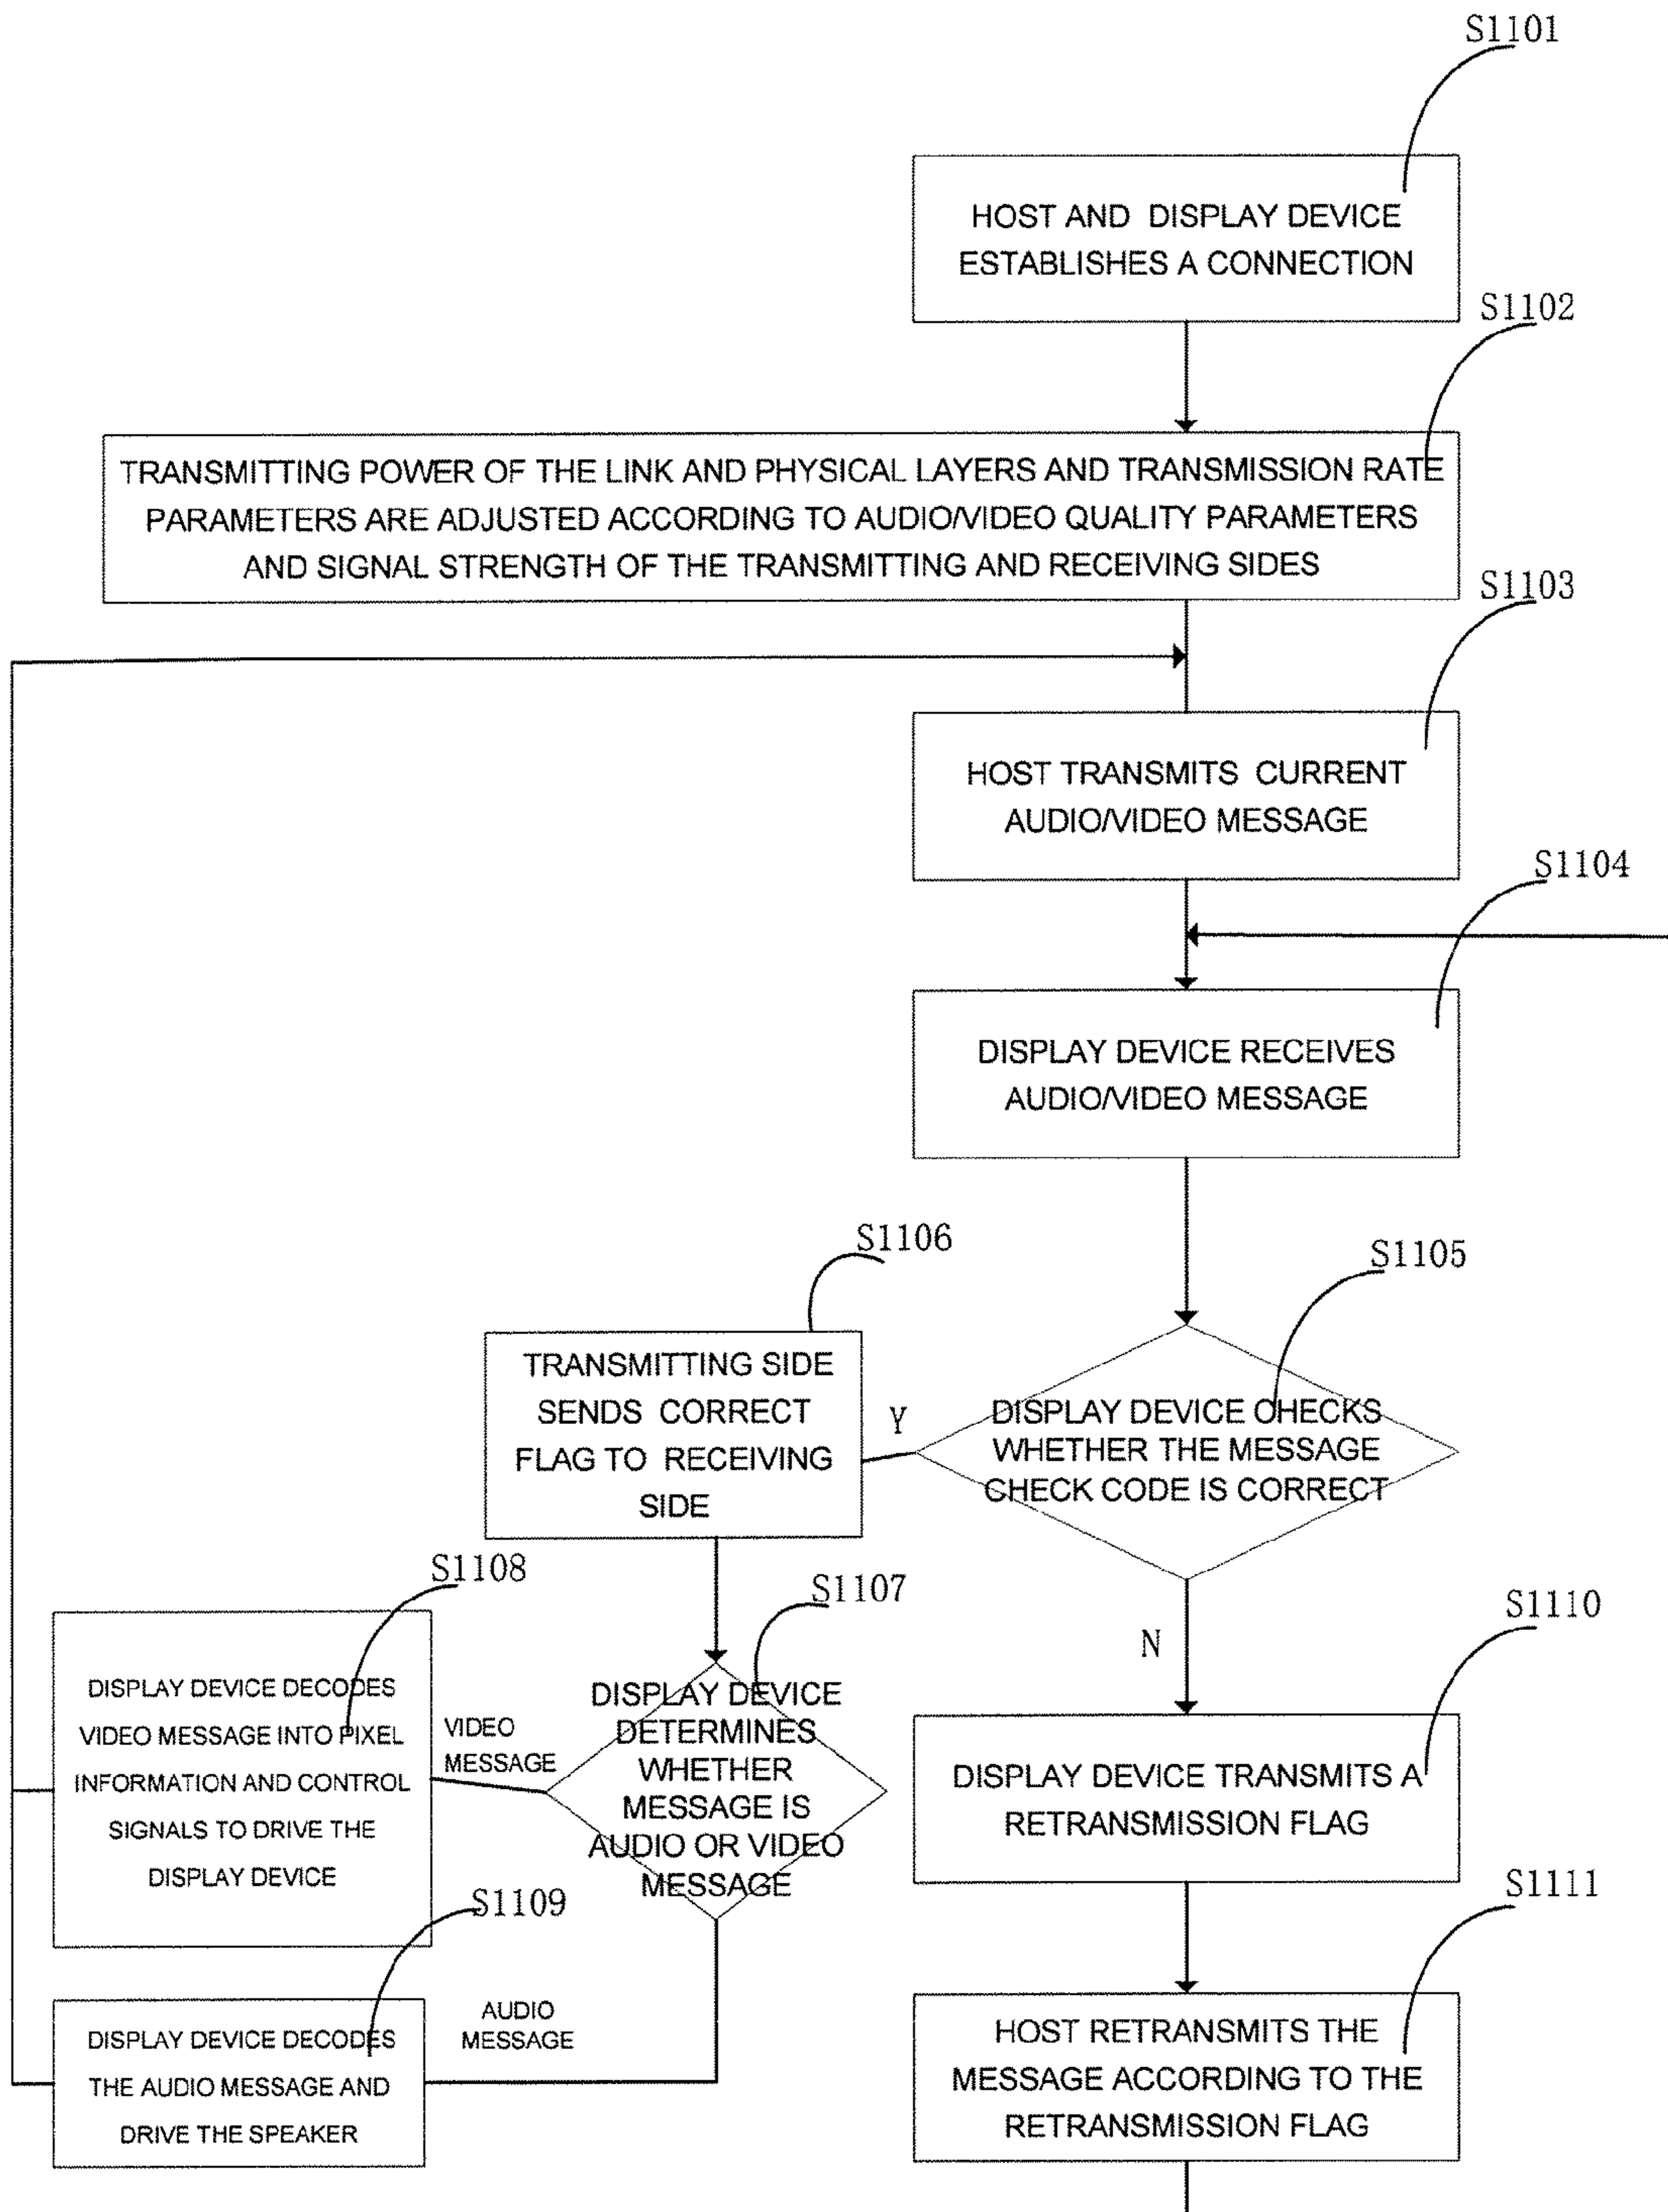 S1101
HOST AND DISPLAY DEVICE
ESTABLISHES A CONNECTION
S1102
TRANSMITTING POWER OF THE LINK AND PHYSICAL LAYERS AND TRANSMISSION RATE
PARAMETERS ARE ADJUSTED ACCORDING TO AUDIO/VIDEO QUALITY PARAMETERS
AND SIGNAL STRENGTH OF THE TRANSMITTING AND RECEIVING SIDES
S1103
HOST TRANSMITS CURRENT
AUDIO/VIDEO MESSAGE
S1104
DISPLAY DEVICE RECEIVES
AUDIO/VIDEO MESSAGE
S1105
DISPLAY DEVICE CHECKS
WHETHER THE MESSAGE
CHECK CODE IS CORRECT
Y
S1106
TRANSMITTING SIDE
SENDS CORRECT
FLAG TO RECEIVING
SIDE
S1107
DISPLAY DEVICE
DETERMINES
WHETHER
MESSAGE IS
AUDIO OR VIDEO
MESSAGE
VIDEO
MESSAGE
S1108
DISPLAY DEVICE DECODES
VIDEO MESSAGE INTO PIXEL
INFORMATION AND CONTROL
SIGNALS TO DRIVE THE
DISPLAY DEVICE
AUDIO
MESSAGE
S1109
DISPLAY DEVICE DECODES
THE AUDIO MESSAGE AND
DRIVE THE SPEAKER
N
S1110
DISPLAY DEVICE TRANSMITS A
RETRANSMISSION FLAG
S1111
HOST RETRANSMITS THE
MESSAGE ACCORDING TO THE
RETRANSMISSION FLAG